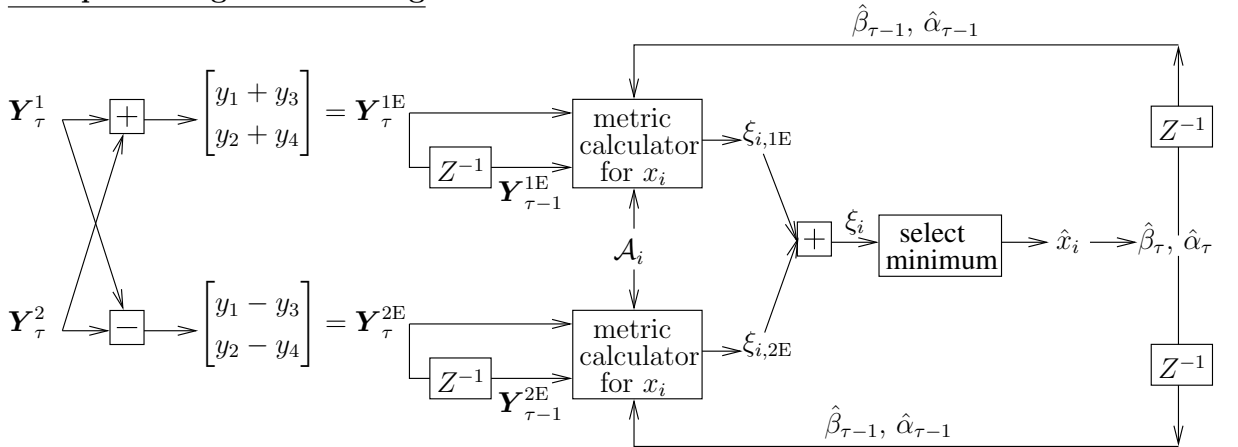 β̂_{τ−1}, α̂_{τ−1}
Y_τ^1
+
[y_1 + y_3
y_2 + y_4] = Y_τ^{1E}
Z^{−1}
Y_{τ−1}^{1E}
metric
calculator
for x_i
ξ_{i,1E}
Z^{−1}
𝒜_i
+
ξ_i
select
minimum
x̂_i
β̂_τ, α̂_τ
Y_τ^2
−
[y_1 − y_3
y_2 − y_4] = Y_τ^{2E}
Z^{−1}
Y_{τ−1}^{2E}
metric
calculator
for x_i
ξ_{i,2E}
Z^{−1}
β̂_{τ−1}, α̂_{τ−1}